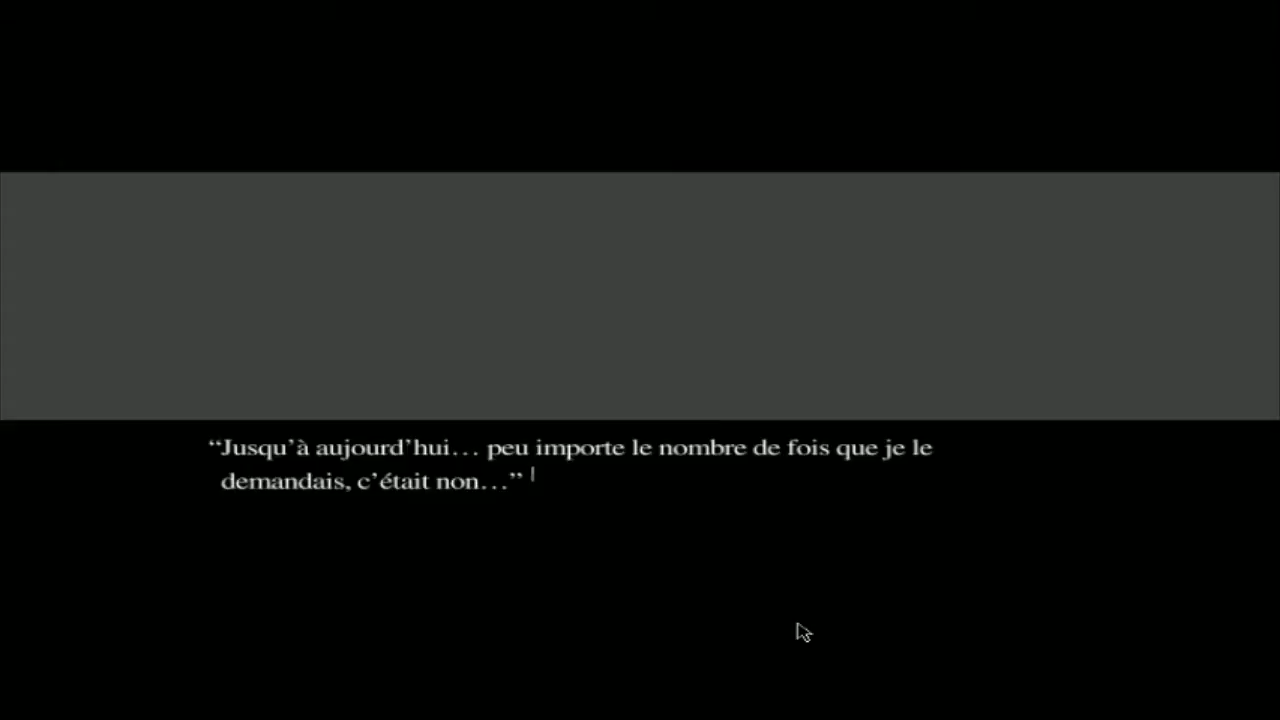 “Jusqu’à aujourd’hui… peu importe le nombre de fois que je le
demandais, c’était non…”